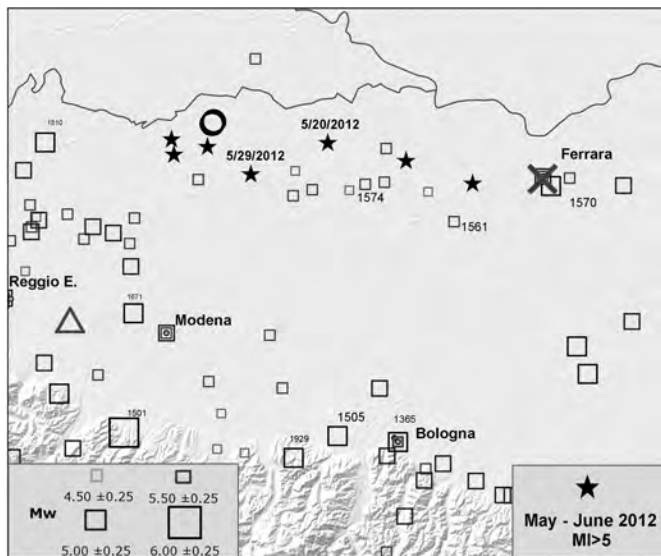 1810
5/20/2012
5/29/2012
Ferrara
1574
1570
1561
Reggio E.
1671
Modena
1501
1505
1365
Bologna
1929
4.50 ±0.25 5.50 ±0.25
Mw
5.00 ±0.25 6.00 ±0.25
May - June 2012
Ml>5